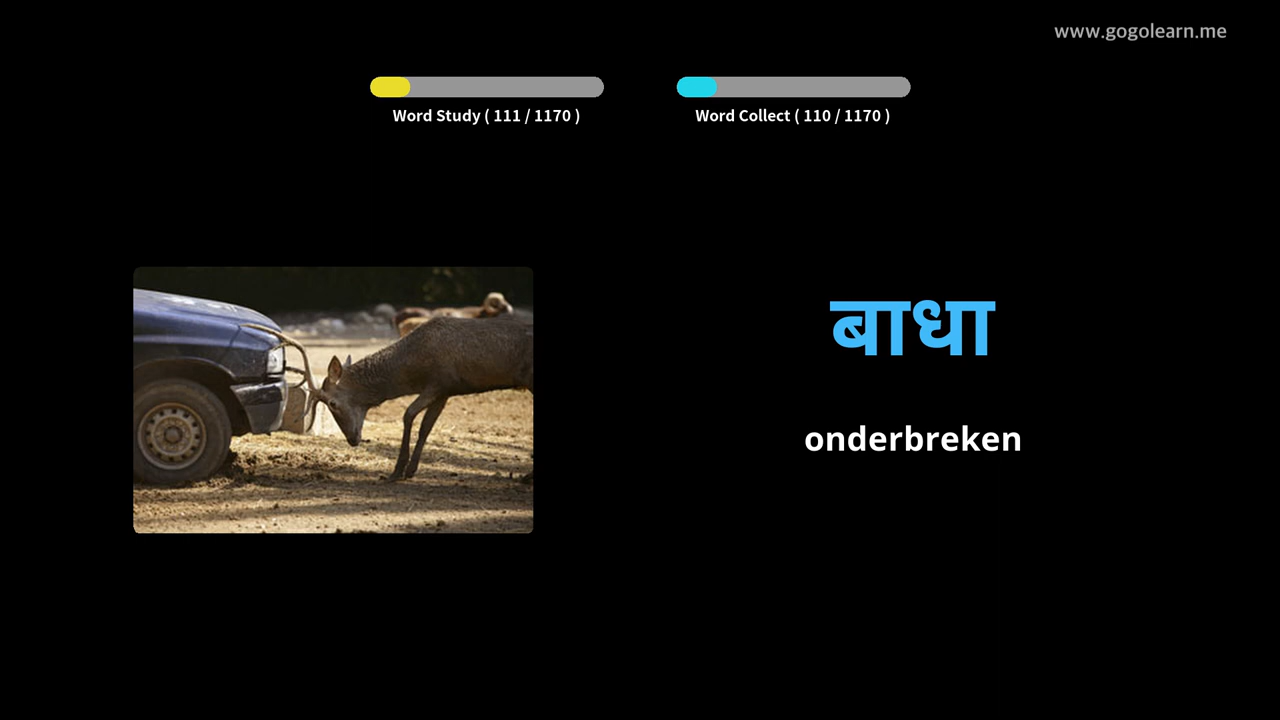 www.gogolearn.me
Word Study ( 111 / 1170 )
Word Collect ( 110 / 1170 )
बाधा
onderbreken